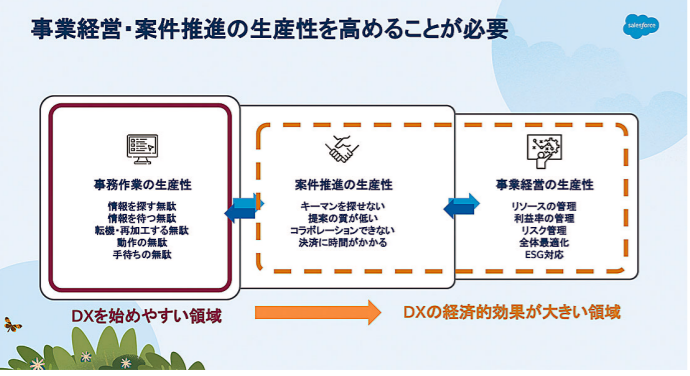 事業経営・案件推進の生産性を高めることが必要
salesforce
事務作業の生産性
情報を探す無駄
情報を待つ無駄
転機・再加工する無駄
動作の無駄
手待ちの無駄
案件推進の生産性
キーマンを探せない
提案の質が低い
コラボレーションできない
決済に時間がかかる
事業経営の生産性
リソースの管理
利益率の管理
リスク管理
全体最適化
ESG対応
DXを始めやすい領域
DXの経済的効果が大きい領域